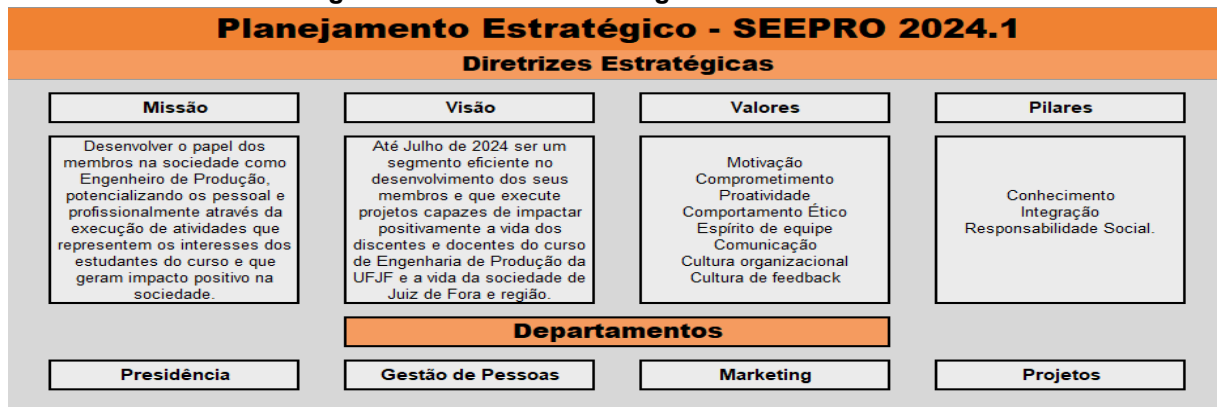 Planejamento Estratégico - SEEPRO 2024.1
Diretrizes Estratégicas
Missão
Desenvolver o papel dos
membros na sociedade como
Engenheiro de Produção,
potencializando os pessoal e
profissionalmente através da
execução de atividades que
representem os interesses dos
estudantes do curso e que
geram impacto positivo na
sociedade.
Visão
Até Julho de 2024 ser um
segmento eficiente no
desenvolvimento dos seus
membros e que execute
projetos capazes de impactar
positivamente a vida dos
discentes e docentes do curso
de Engenharia de Produção da
UFJF e a vida da sociedade de
Juiz de Fora e região.
Valores
Motivação
Comprometimento
Proatividade
Comportamento Ético
Espírito de equipe
Comunicação
Cultura organizacional
Cultura de feedback
Pilares
Conhecimento
Integração
Responsabilidade Social.
Departamentos
Presidência
Gestão de Pessoas
Marketing
Projetos